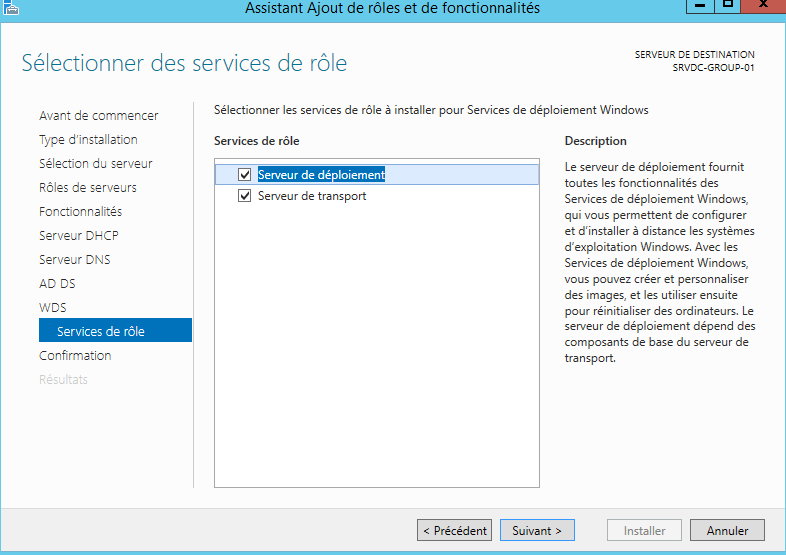 Assistant Ajout de rôles et de fonctionnalités
Sélectionner des services de rôle
SERVEUR DE DESTINATION
SRVDC-GROUP-01
Avant de commencer
Type d'installation
Sélection du serveur
Rôles de serveurs
Fonctionnalités
Serveur DHCP
Serveur DNS
AD DS
WDS
Services de rôle
Confirmation
Résultats
Sélectionner les services de rôle à installer pour Services de déploiement Windows
Services de rôle
Serveur de déploiement
Serveur de transport
Description
Le serveur de déploiement fournit
toutes les fonctionnalités des
Services de déploiement Windows,
qui vous permettent de configurer
et d'installer à distance les systèmes
d'exploitation Windows. Avec les
Services de déploiement Windows,
vous pouvez créer et personnaliser
des images, et les utiliser ensuite
pour réinitialiser des ordinateurs. Le
serveur de déploiement dépend des
composants de base du serveur de
transport.
< Précédent
Suivant >
Installer
Annuler